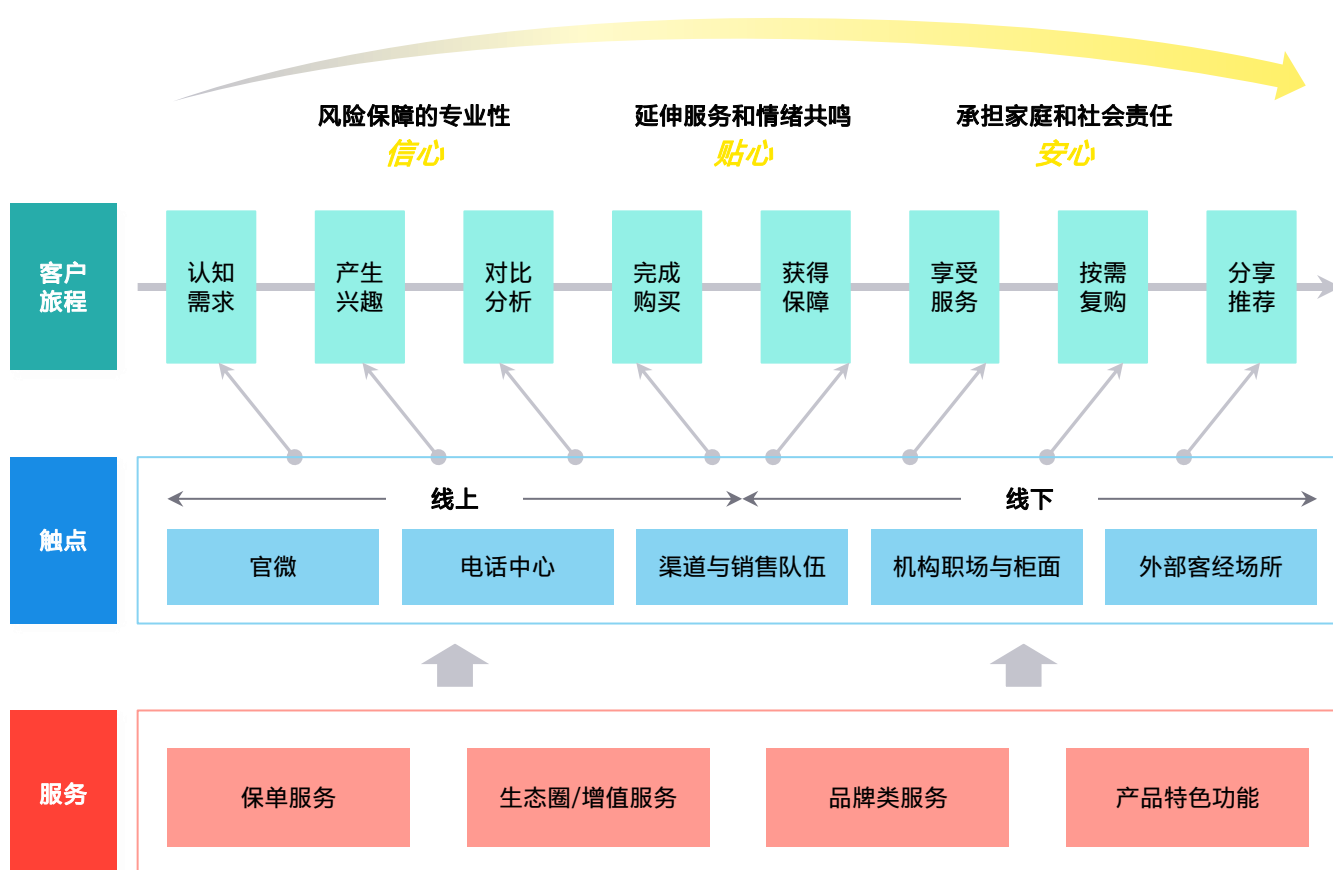 风险保障的专业性
信心
延伸服务和情绪共鸣
贴心
承担家庭和社会责任
安心
客户
旅程
认知
需求
产生
兴趣
对比
分析
完成
购买
获得
保障
享受
服务
按需
复购
分享
推荐
触点
线上
线下
官微
电话中心
渠道与销售队伍
机构职场与柜面
外部客经场所
服务
保单服务
生态圈/增值服务
品牌类服务
产品特色功能